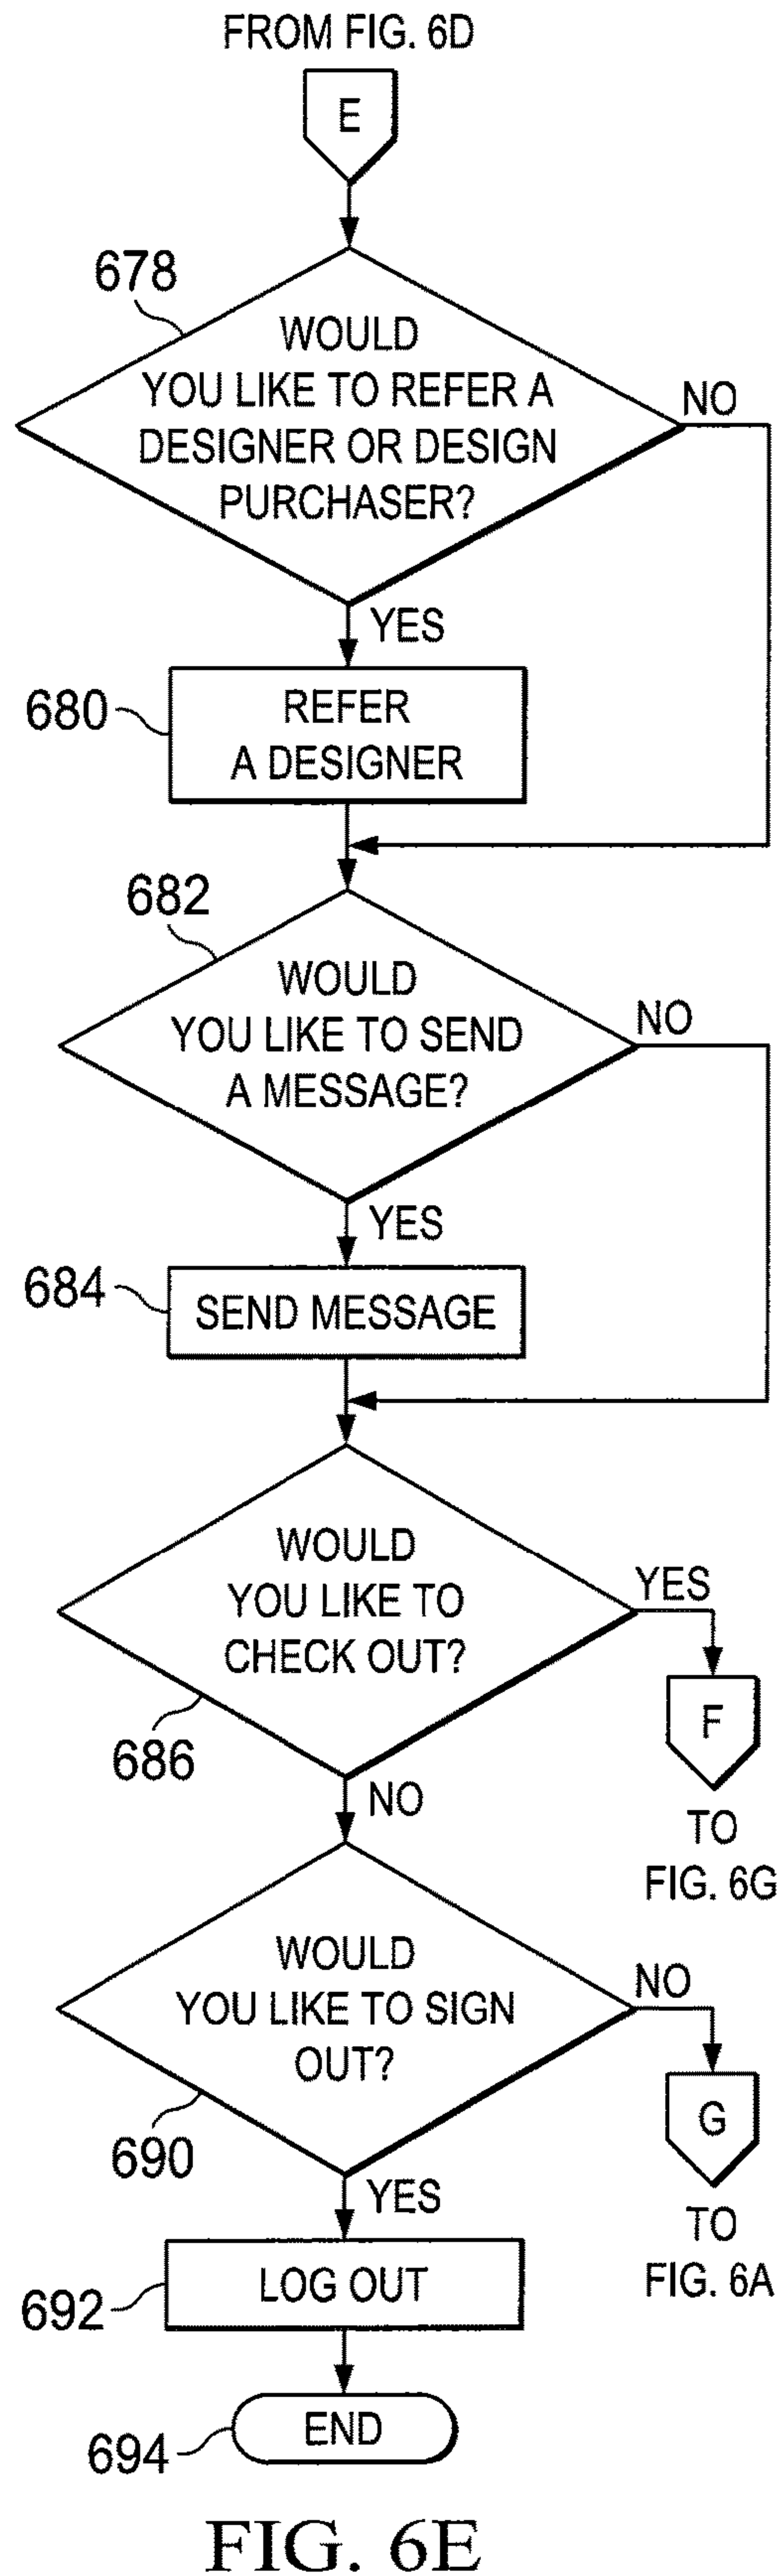 FROM FIG. 6D
E
678
WOULD
YOU LIKE TO REFER A
DESIGNER OR DESIGN
PURCHASER?
NO
YES
680
REFER
A DESIGNER
682
WOULD
YOU LIKE TO SEND
A MESSAGE?
NO
YES
684
SEND MESSAGE
WOULD
YOU LIKE TO
CHECK OUT?
YES
686
F
NO
TO
FIG. 6G
WOULD
YOU LIKE TO SIGN
OUT?
NO
690
G
YES
TO
FIG. 6A
692
LOG OUT
694
END
FIG. 6E